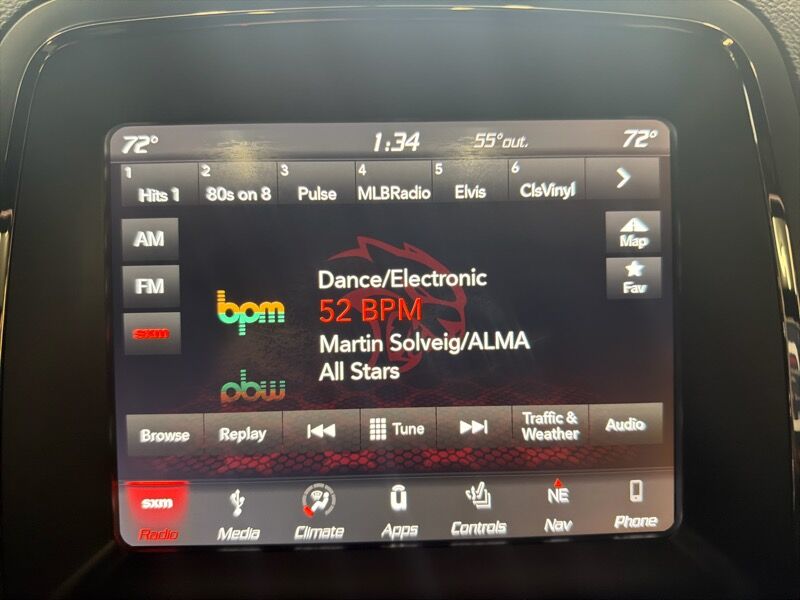 72° 1:34 55°out. 72°
1 2 3 4 5 6
Hits 1 80s on 8 Pulse MLBRadio Elvis ClsVinyl
AM
Map
FM
Fav
sxm
bpm
Dance/Electronic
52 BPM
Martin Solveig/ALMA
All Stars
Browse Replay Tune Traffic & Weather Audio
sxm NE
Radio Media Climate Apps Controls Nav Phone